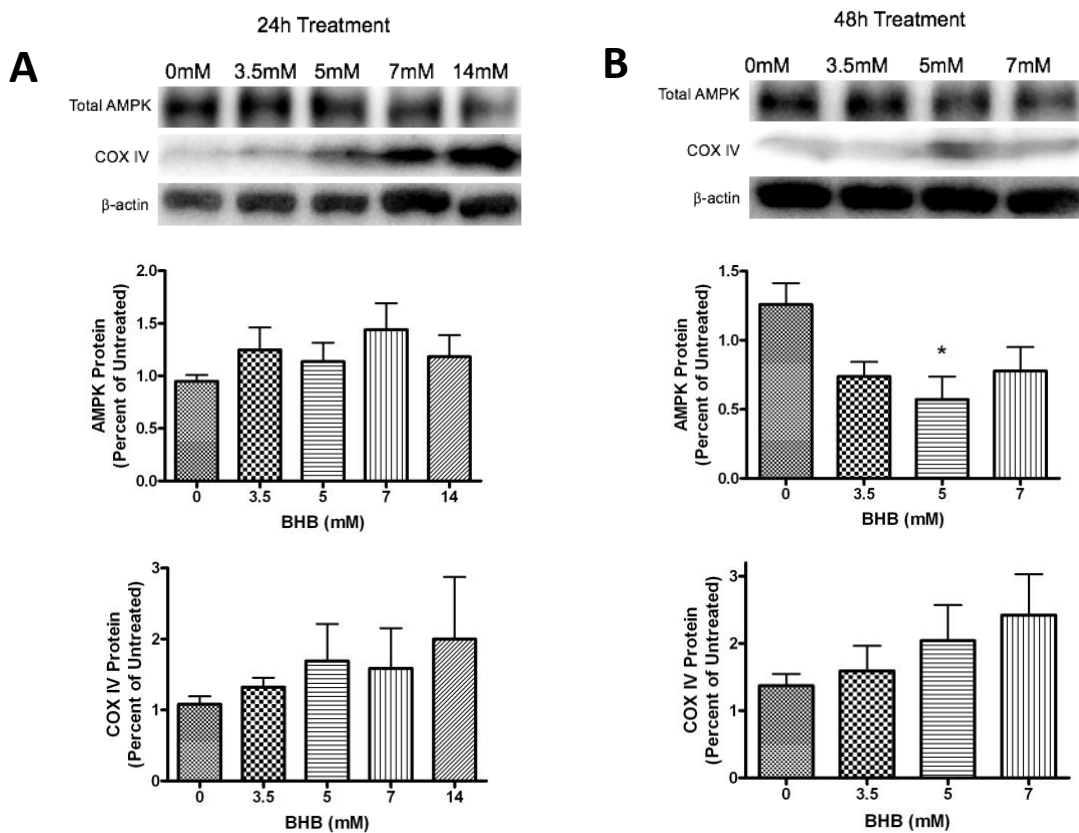 24h Treatment
A
0mM 3.5mM 5mM 7mM 14mM
Total AMPK
COX IV
β-actin
AMPK Protein
(Percent of Untreated)
2.0
1.5
1.0
0.5
0.0
0 3.5 5 7 14
BHB (mM)
COX IV Protein
(Percent of Untreated)
3
2
1
0
0 3.5 5 7 14
BHB (mM)
48h Treatment
B
0mM 3.5mM 5mM 7mM
Total AMPK
COX IV
β-actin
AMPK Protein
(Percent of Untreated)
1.5
1.0
0.5
0.0
*
0 3.5 5 7
BHB (mM)
COX IV Protein
(Percent of Untreated)
3
2
1
0
0 3.5 5 7
BHB (mM)